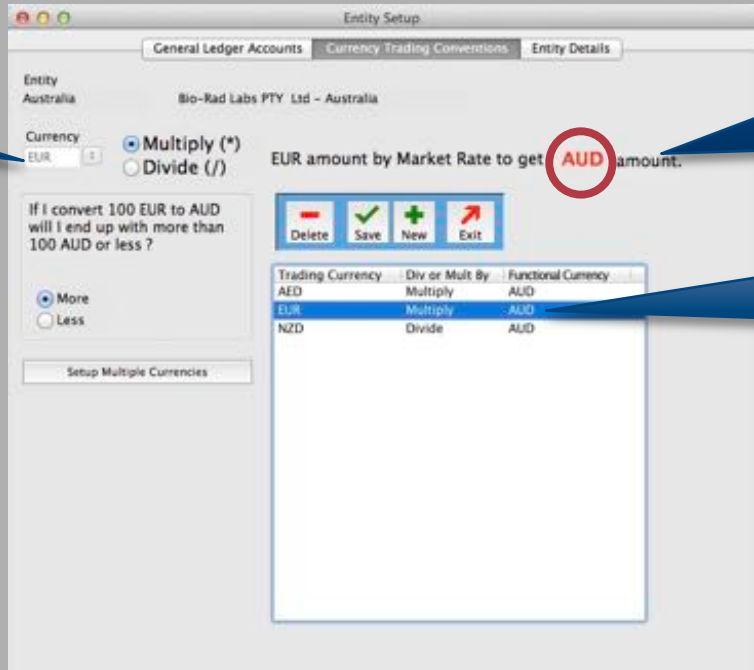 Entity Setup
General Ledger Accounts Currency Trading Conventions Entity Details
Entity
Australia Bio-Rad Labs PTY Ltd - Australia
Currency
EUR
Multiply (*)
Divide (/)
EUR amount by Market Rate to get AUD amount.
If I convert 100 EUR to AUD
will I end up with more than
100 AUD or less ?
More
Less
Delete Save New Exit
Setup Multiple Currencies
Trading Currency Div or Mult By Functional Currency
AED Multiply AUD
EUR Multiply AUD
NZD Divide AUD